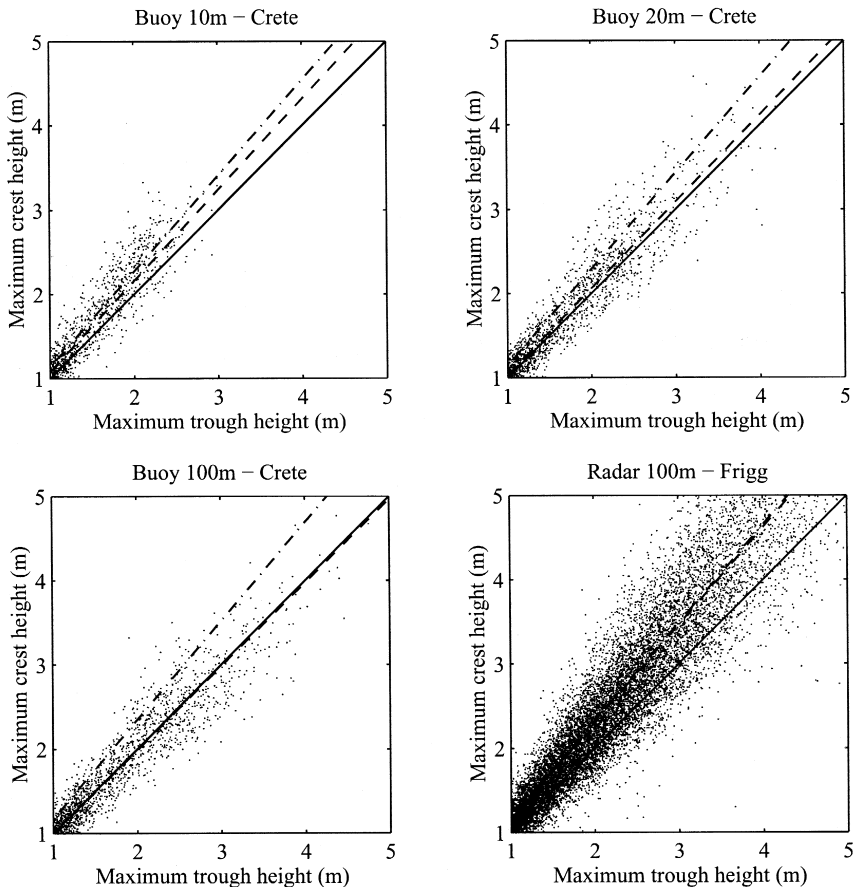 Buoy 10m − Crete
5
4
3
2
1
Maximum crest height (m)
1 2 3 4 5
Maximum trough height (m)
Buoy 20m − Crete
5
4
3
2
1
Maximum crest height (m)
1 2 3 4 5
Maximum trough height (m)
Buoy 100m − Crete
5
4
3
2
1
Maximum crest height (m)
1 2 3 4 5
Maximum trough height (m)
Radar 100m − Frigg
5
4
3
2
1
Maximum crest height (m)
1 2 3 4 5
Maximum trough height (m)